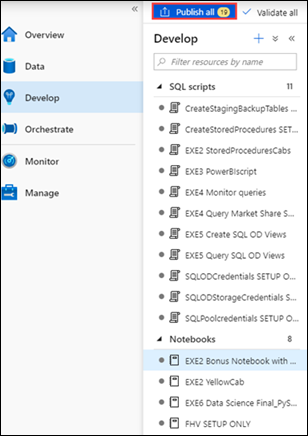 Publish all 19 Validate all
Overview
Data
Develop
Orchestrate
Monitor
Manage
Develop
Filter resources by name
SQL scripts 11
CreateStagingBackupTables ...
CreateStoredProcedures SET...
EXE2 StoredProceduresCabs
EXE3 PowerBIscript
EXE4 Monitor queries
EXE4 Query Market Share S...
EXE5 Create SQL OD Views
EXE5 Query SQL OD Views
SQLODCredentials SETUP O...
SQLODStorageCredentials S...
SQLPoolcredentials SETUP O...
Notebooks 8
EXE2 Bonus Notebook with ...
EXE2 YellowCab
EXE6 Data Science Final_PyS...
FHV SETUP ONLY